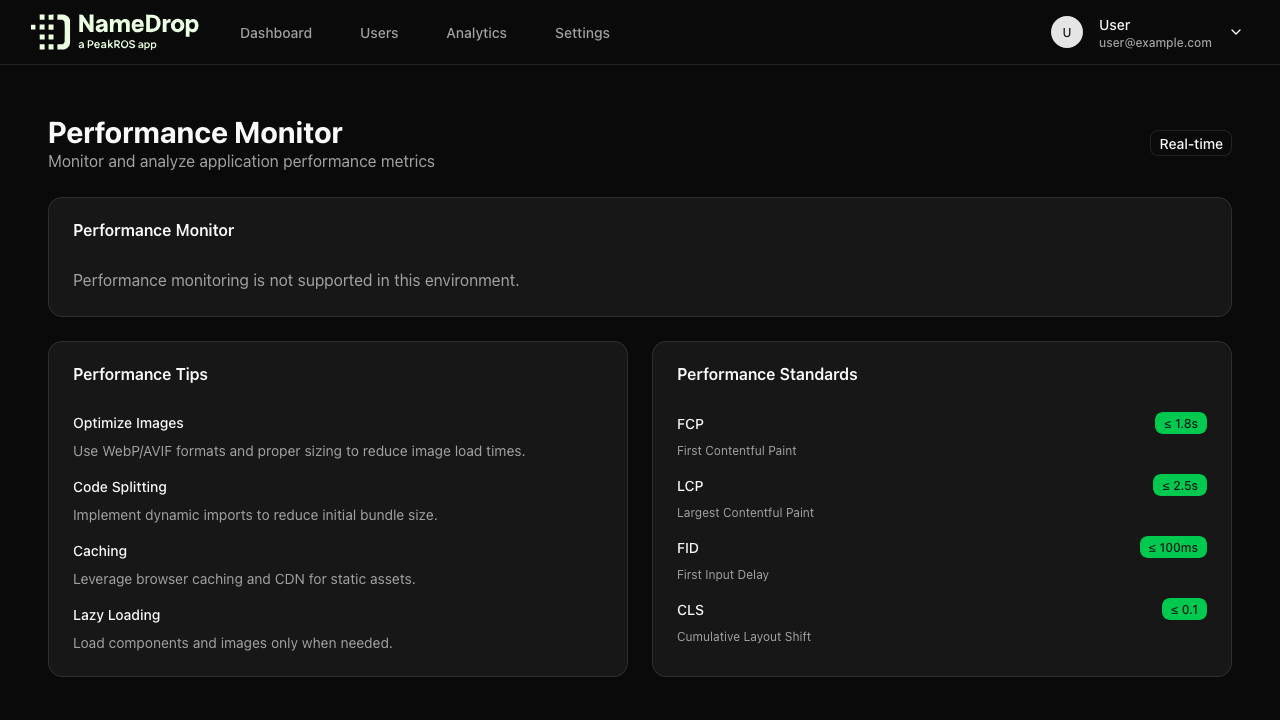 NameDrop
a PeakROS app
Dashboard
Users
Analytics
Settings
U
User
user@example.com
Performance Monitor
Monitor and analyze application performance metrics
Real-time
Performance Monitor
Performance monitoring is not supported in this environment.
Performance Tips
Optimize Images
Use WebP/AVIF formats and proper sizing to reduce image load times.
Code Splitting
Implement dynamic imports to reduce initial bundle size.
Caching
Leverage browser caching and CDN for static assets.
Lazy Loading
Load components and images only when needed.
Performance Standards
FCP
≤ 1.8s
First Contentful Paint
LCP
≤ 2.5s
Largest Contentful Paint
FID
≤ 100ms
First Input Delay
CLS
≤ 0.1
Cumulative Layout Shift